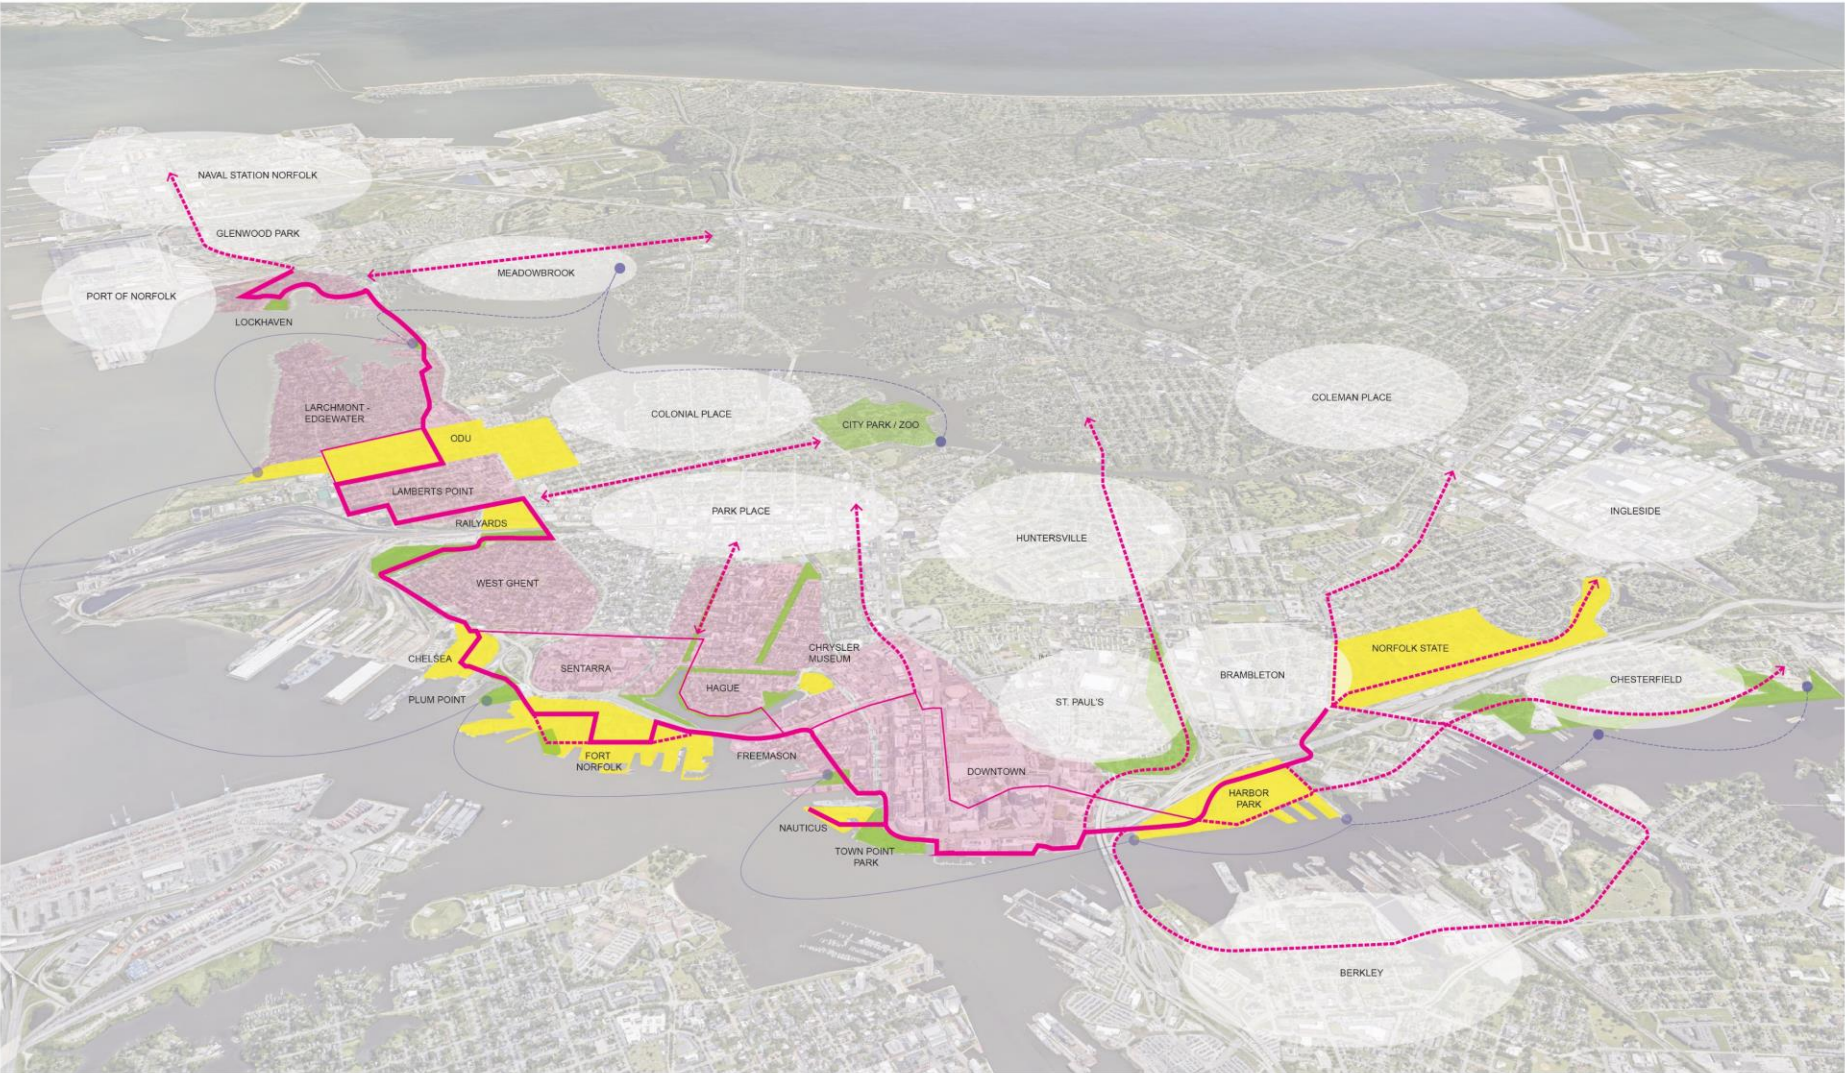 NAVAL STATION NORFOLK
GLENWOOD PARK
PORT OF NORFOLK
MEADOWBROOK
LOCKHAVEN
LARCHMONT -
EDGEWATER
ODU
COLONIAL PLACE
CITY PARK / ZOO
COLEMAN PLACE
LAMBERTS POINT
RAILYARDS
PARK PLACE
HUNTERSVILLE
INGLESIDE
WEST GHENT
CHELSEA
SENTARRA
CHRYSLER
MUSEUM
HAGUE
PLUM POINT
ST. PAUL'S
BRAMBLETON
NORFOLK STATE
CHESTERFIELD
FORT
NORFOLK
FREEMASON
DOWNTOWN
HARBOR
PARK
NAUTICUS
TOWN POINT
PARK
BERKLEY